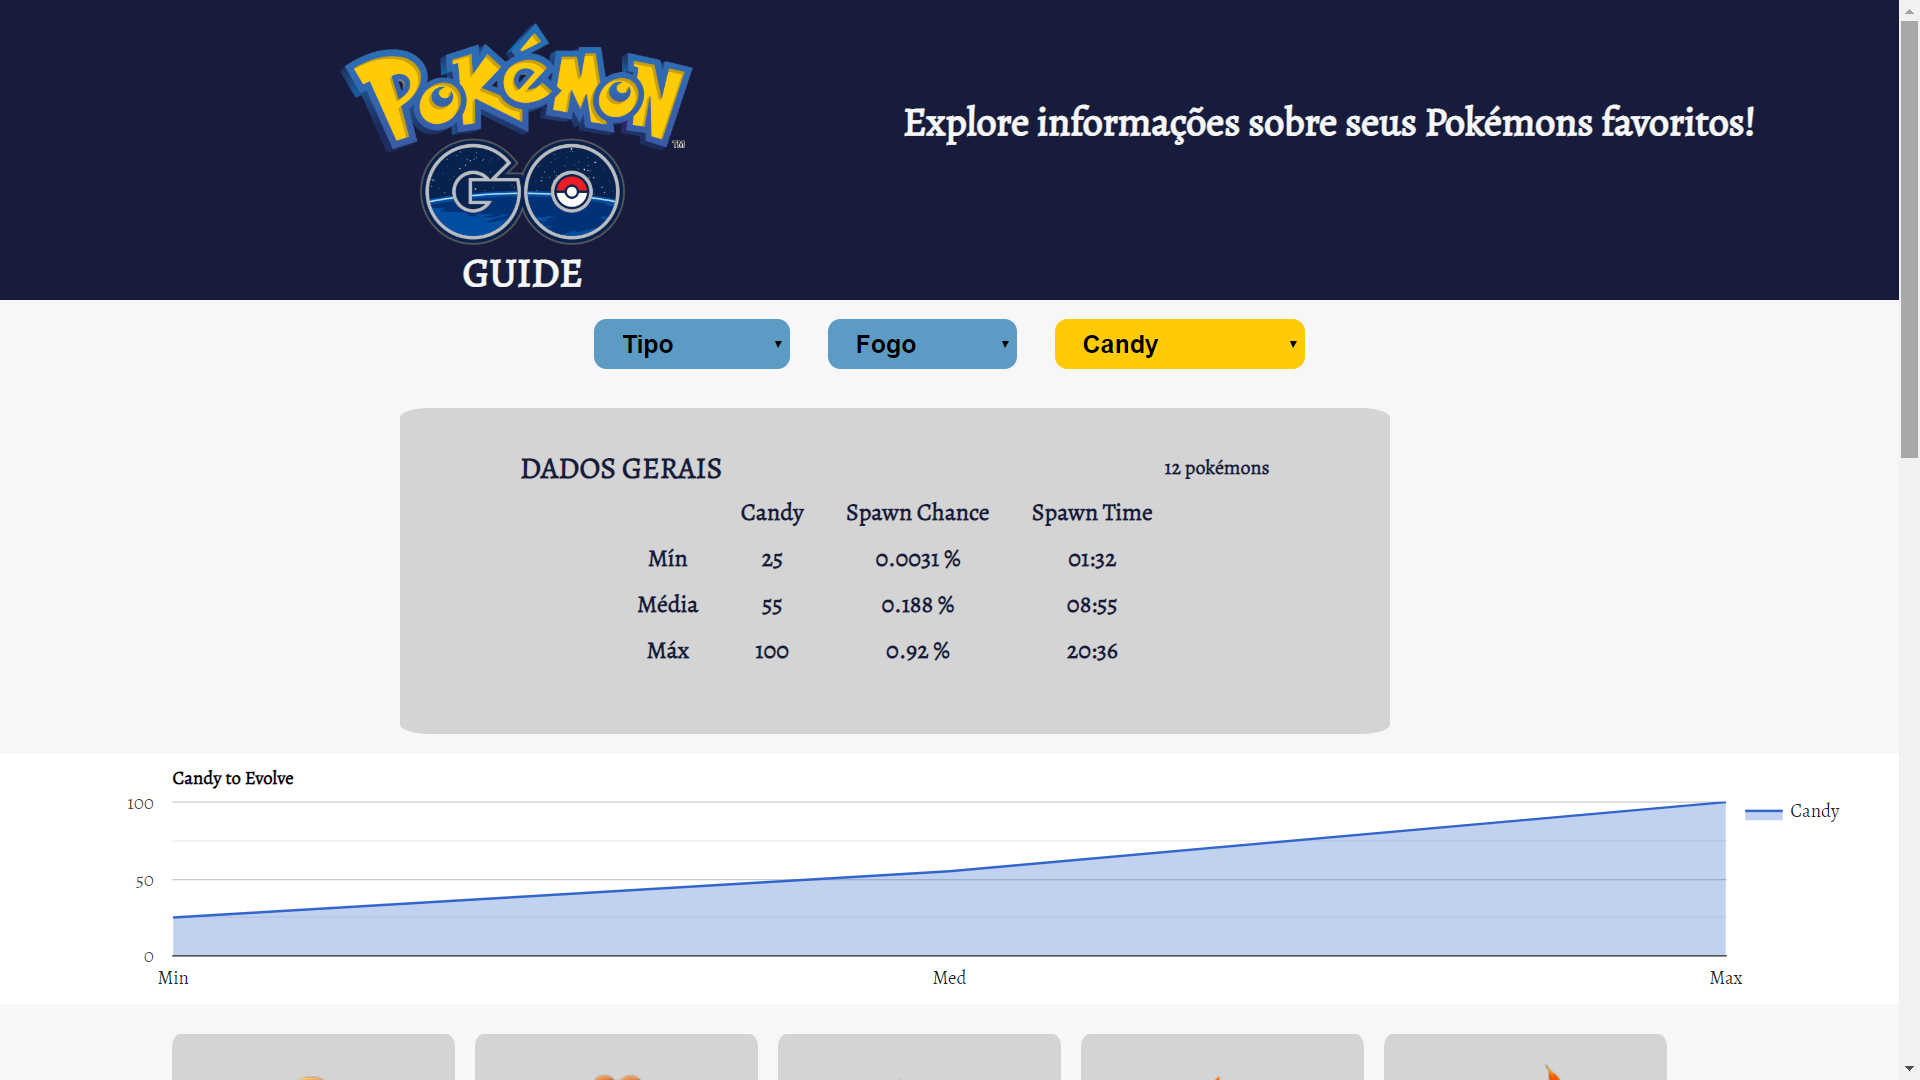 POKéMON
TM
GO
GUIDE
Explore informações sobre seus Pokémons favoritos!
Tipo
Fogo
Candy
DADOS GERAIS
12 pokémons
Candy Spawn Chance Spawn Time
Mín 25 0.0031 % 01:32
Média 55 0.188 % 08:55
Máx 100 0.92 % 20:36
Candy to Evolve
100
50
0
Min Med Max
Candy